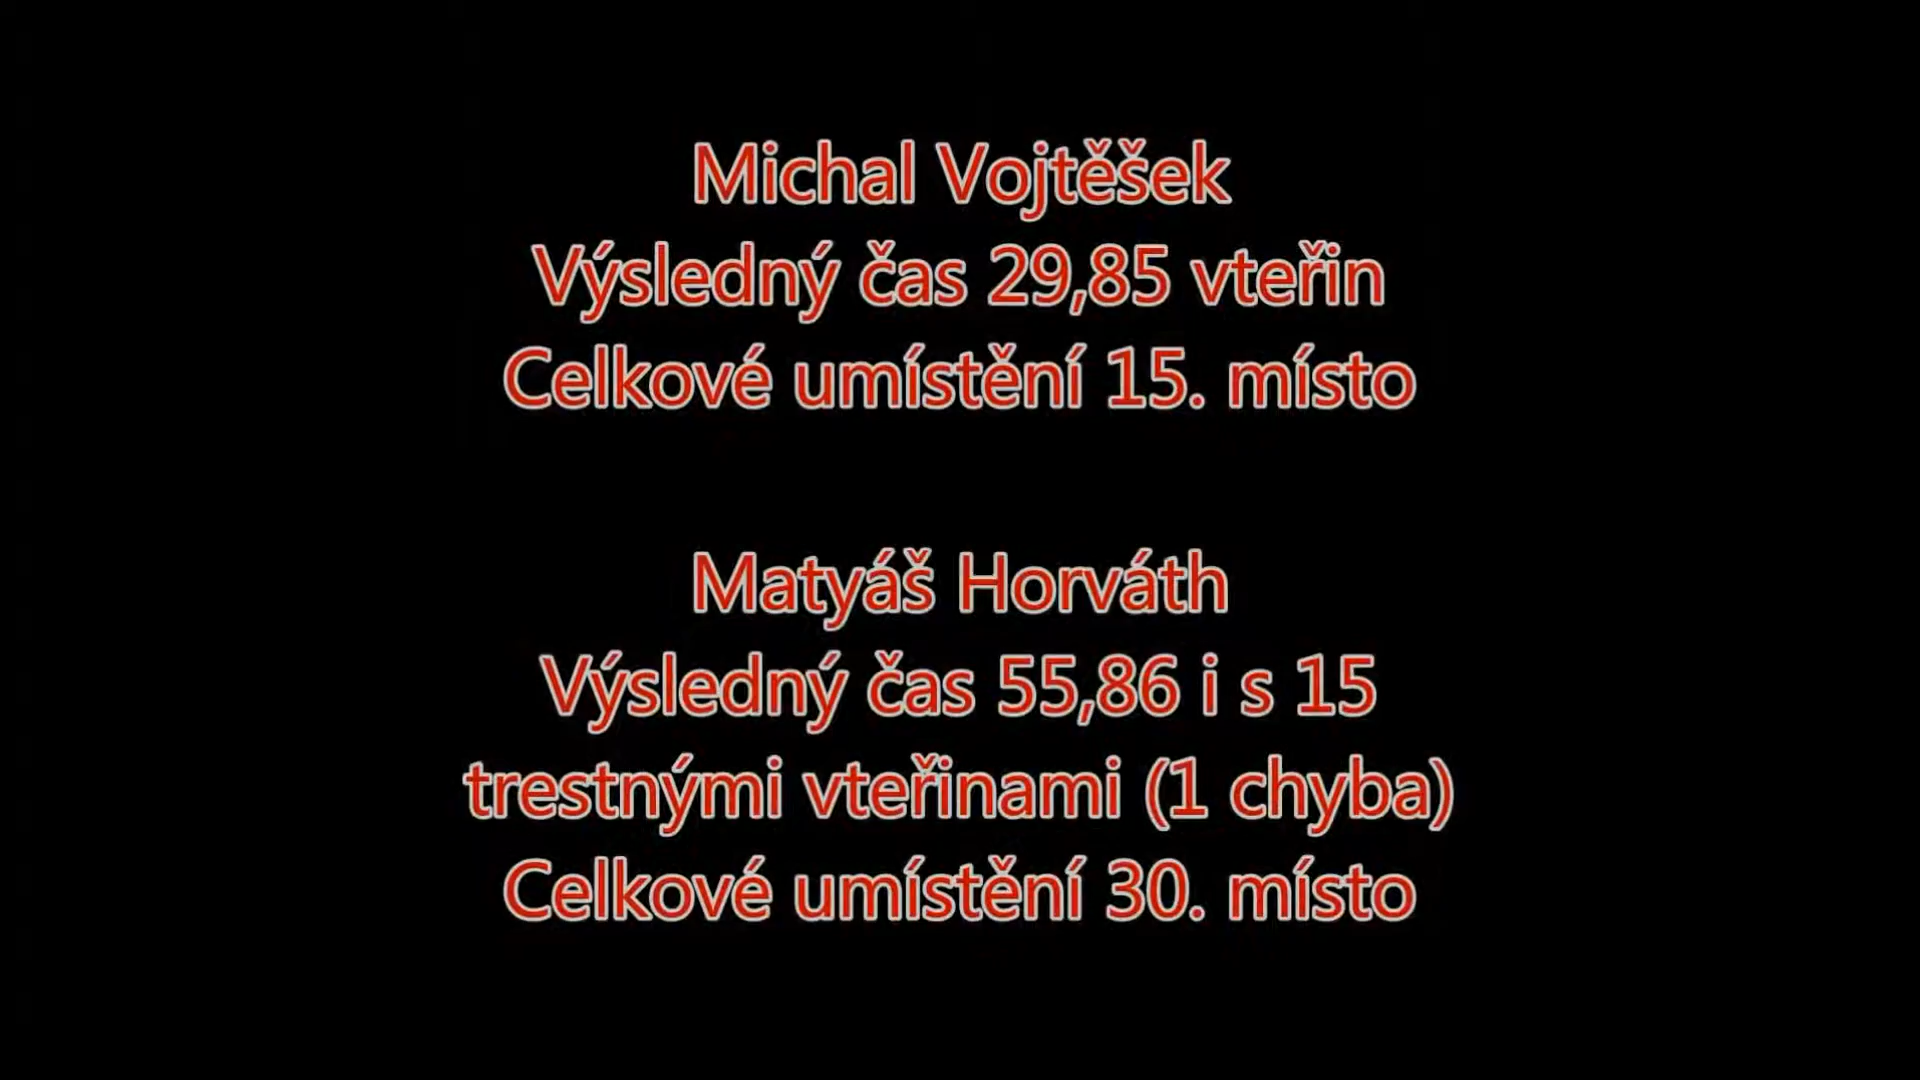 Michal Vojtěšek
Výsledný čas 29,85 vteřin
Celkové umístění 15. místo
Matyáš Horváth
Výsledný čas 55,86 i s 15
trestnými vteřinami (1 chyba)
Celkové umístění 30. místo